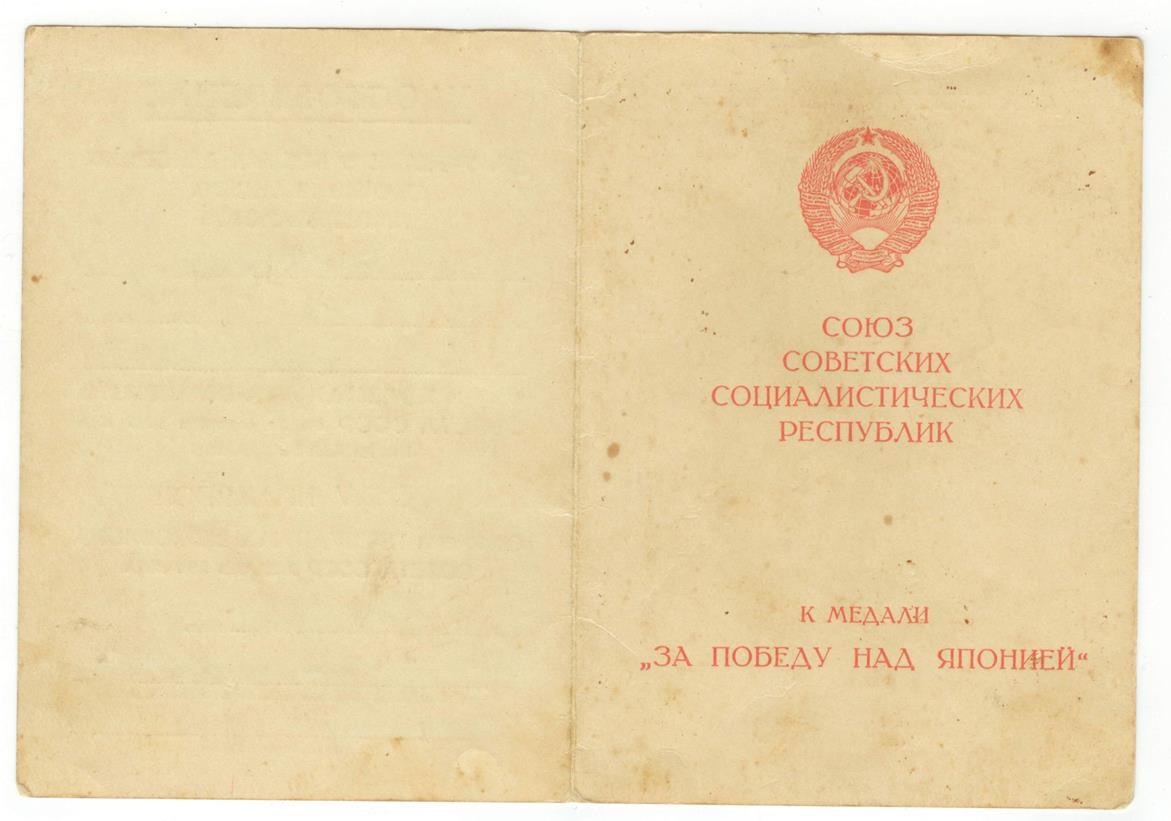 СОЮЗ
СОВЕТСКИХ
СОЦИАЛИСТИЧЕСКИХ
РЕСПУБЛИК
К МЕДАЛИ
„ЗА ПОБЕДУ НАД ЯПОНИЕЙ“